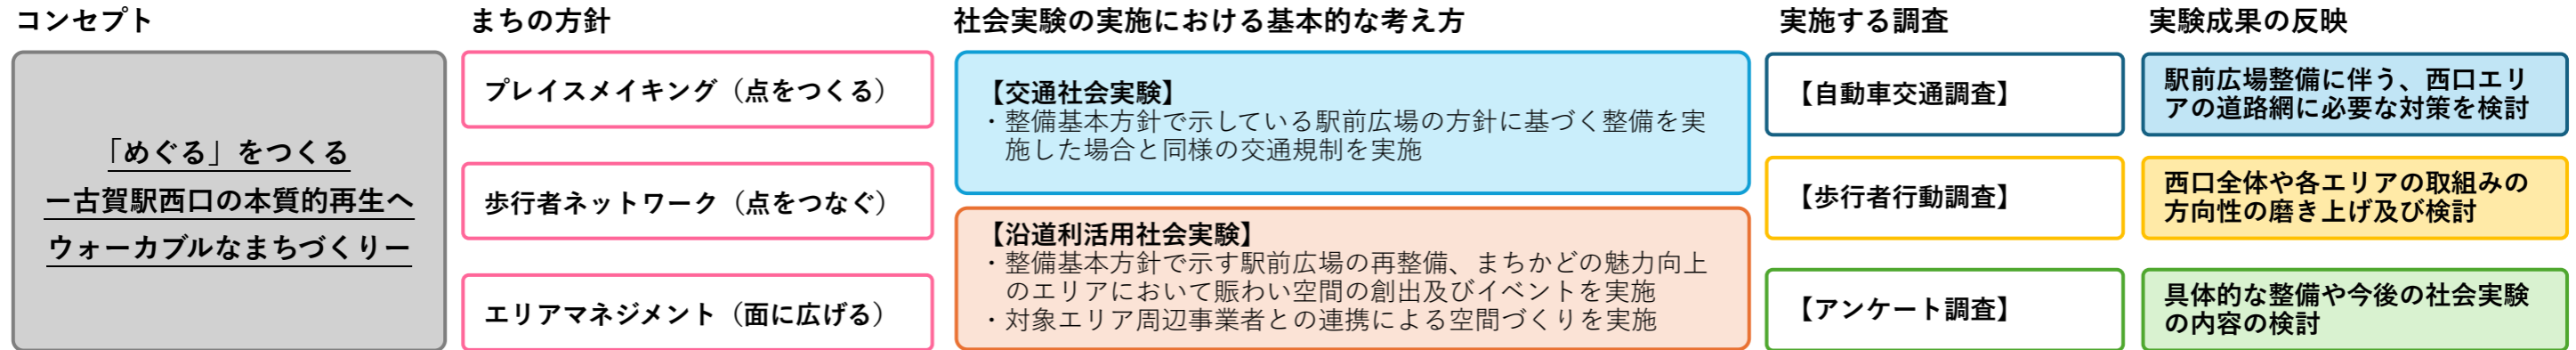 コンセプト
「めぐる」をつくる
ー古賀駅西口の本質的再生へ
ウォーカブルなまちづくりー
まちの方針
プレイスメイキング（点をつくる）
歩行者ネットワーク（点をつなぐ）
エリアマネジメント（面に広げる）
社会実験の実施における基本的な考え方
【交通社会実験】
・整備基本方針で示している駅前広場の方針に基づく整備を実
施した場合と同様の交通規制を実施
【沿道利活用社会実験】
・整備基本方針で示す駅前広場の再整備、まちかどの魅力向上
のエリアにおいて賑わい空間の創出及びイベントを実施
・対象エリア周辺事業者との連携による空間づくりを実施
実施する調査
【自動車交通調査】
【歩行者行動調査】
【アンケート調査】
実験成果の反映
駅前広場整備に伴う、西口エリ
アの道路網に必要な対策を検討
西口全体や各エリアの取組みの
方向性の磨き上げ及び検討
具体的な整備や今後の社会実験
の内容の検討